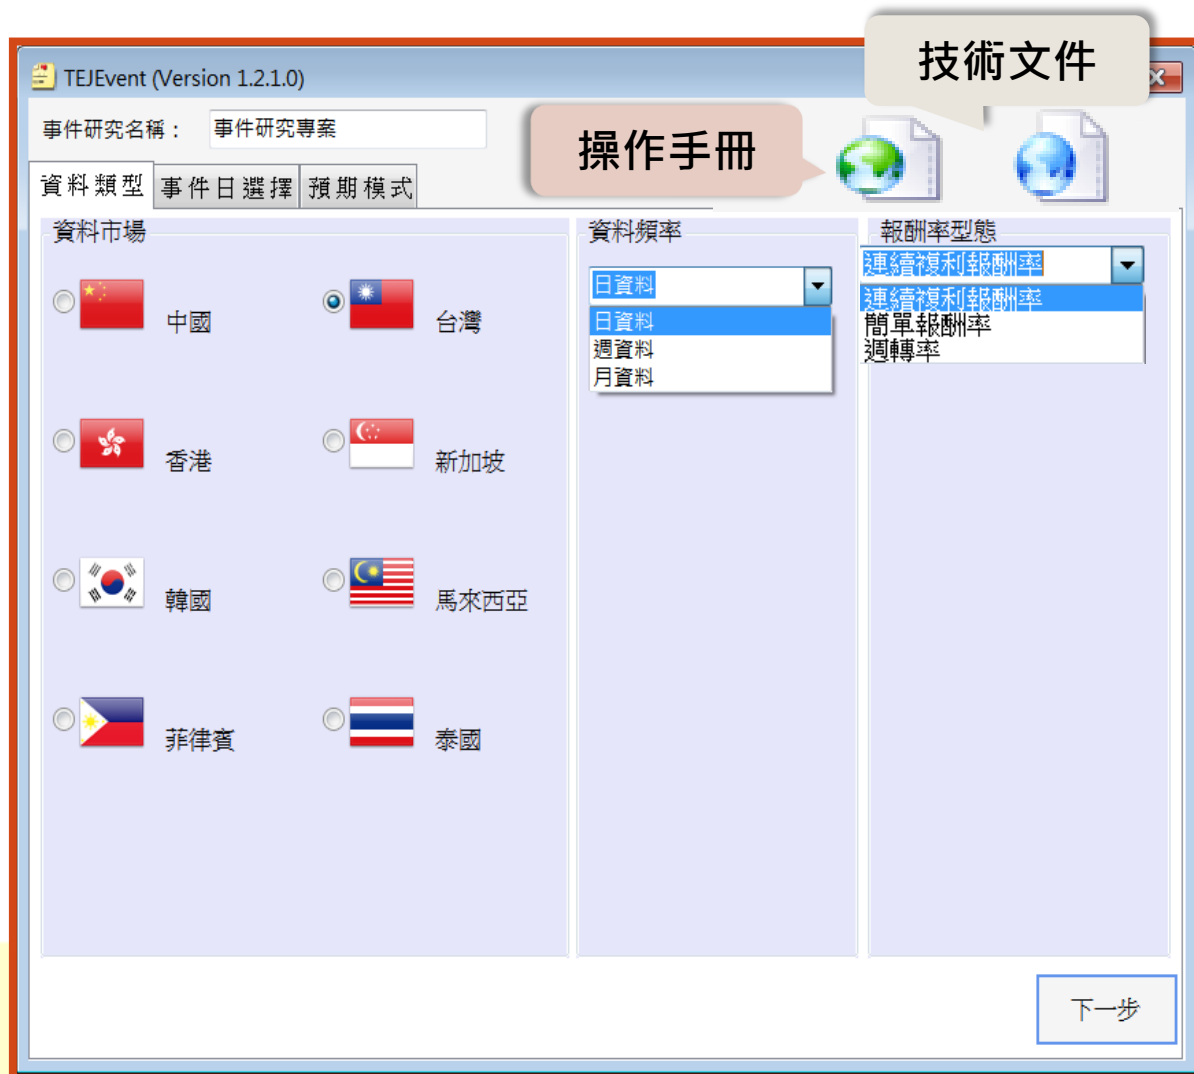 技術文件
TEJEvent (Version 1.2.1.0)
事件研究名稱： 事件研究專案
操作手冊
資料類型 事件日選擇 預期模式
資料市場 資料頻率 報酬率型態
中國 台灣
日資料
日資料
週資料
月資料
連續複利報酬率
連續複利報酬率
簡單報酬率
週轉率
香港 新加坡
韓國 馬來西亞
菲律賓 泰國
下一步